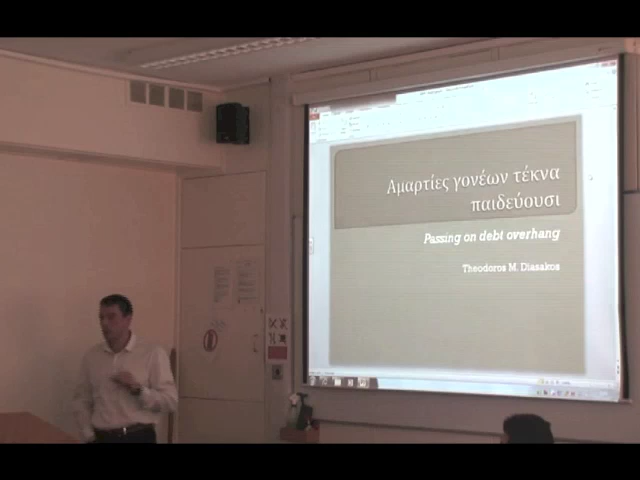 Αμαρτίες γονέων τέκνα
παιδεύουσι
Passing on debt overhang
Theodoros M. Diasakos